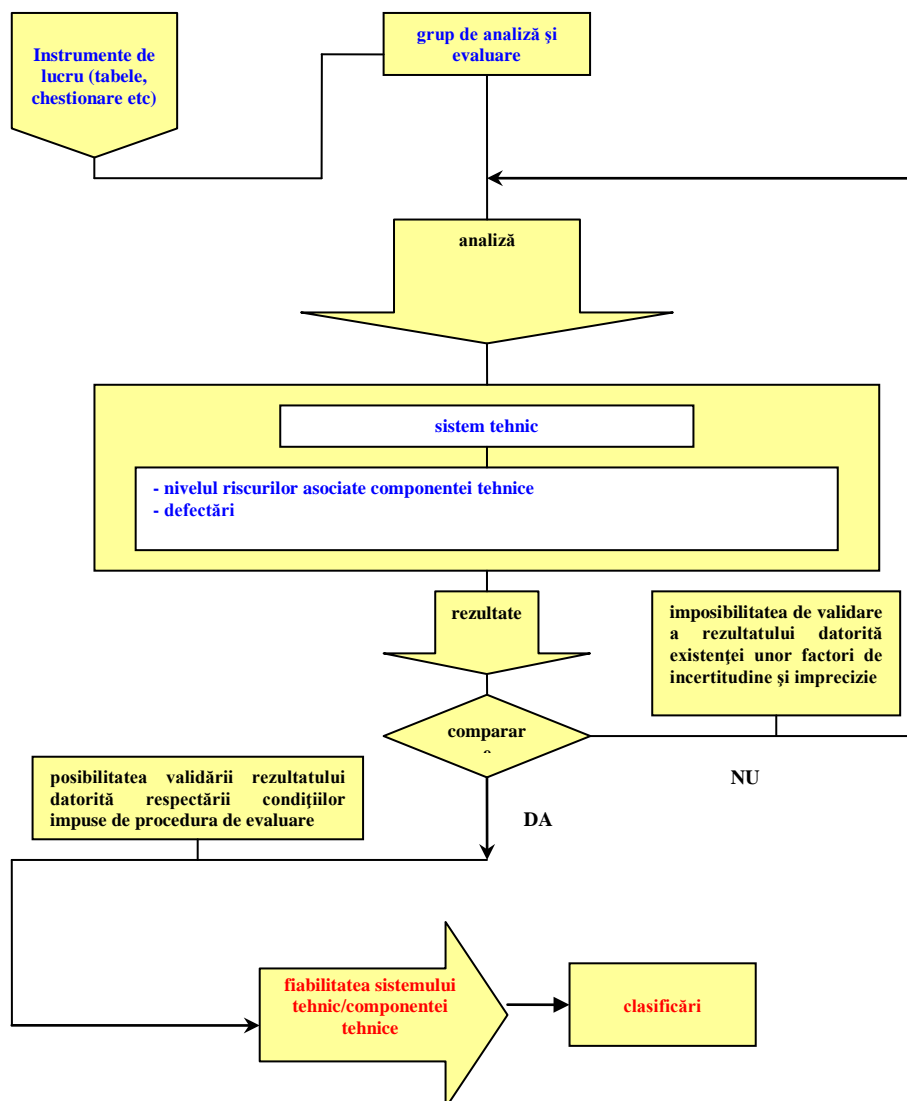 grup de analiză şi
evaluare
Instrumente de
lucru (tabele,
chestionare etc)
analiză
sistem tehnic
- nivelul riscurilor asociate componentei tehnice
- defectări
rezultate
imposibilitatea de validare
a rezultatului datorită
existenţei unor factori de
incertitudine şi imprecizie
comparar
NU
posibilitatea validării rezultatului
datorită respectării condiţiilor
impuse de procedura de evaluare
DA
fiabilitatea sistemului
tehnic/componentei
tehnice
clasificări